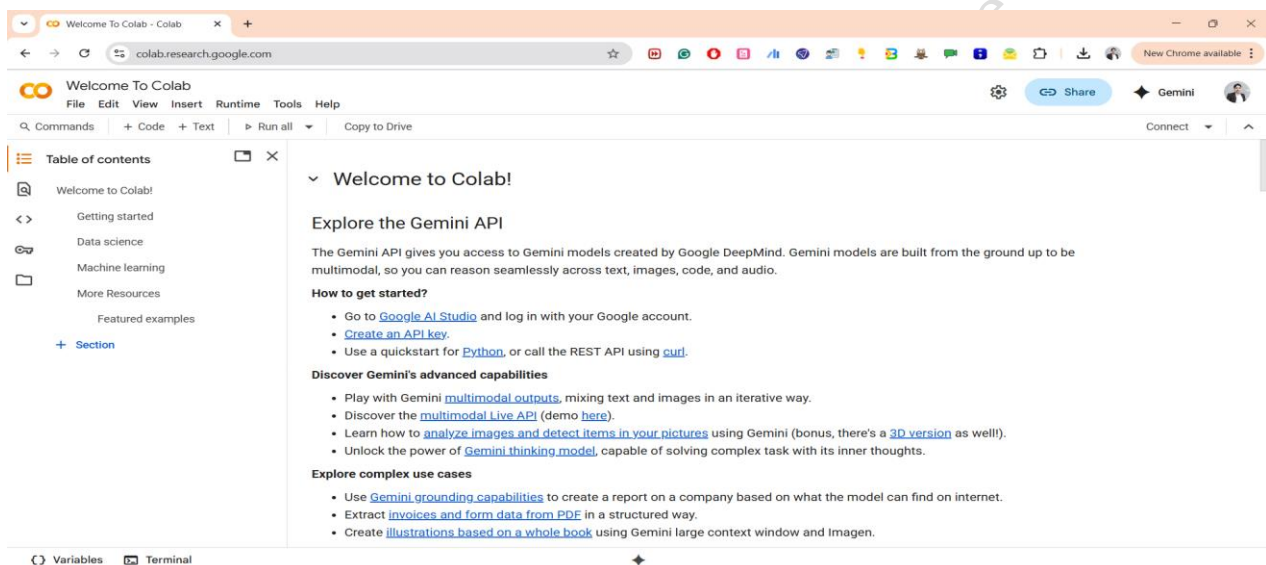 Welcome To Colab - Colab
colab.research.google.com
New Chrome available
Welcome To Colab
File Edit View Insert Runtime Tools Help
Share
Gemini
Commands + Code + Text Run all Copy to Drive
Connect
Table of contents
Welcome to Colab!
Getting started
Data science
Machine learning
More Resources
Featured examples
+ Section
Welcome to Colab!
Explore the Gemini API
The Gemini API gives you access to Gemini models created by Google DeepMind. Gemini models are built from the ground up to be
multimodal, so you can reason seamlessly across text, images, code, and audio.
How to get started?
• Go to Google AI Studio and log in with your Google account.
• Create an API key.
• Use a quickstart for Python, or call the REST API using curl.
Discover Gemini's advanced capabilities
• Play with Gemini multimodal outputs, mixing text and images in an iterative way.
• Discover the multimodal Live API (demo here).
• Learn how to analyze images and detect items in your pictures using Gemini (bonus, there's a 3D version as well!).
• Unlock the power of Gemini thinking model, capable of solving complex task with its inner thoughts.
Explore complex use cases
• Use Gemini grounding capabilities to create a report on a company based on what the model can find on internet.
• Extract invoices and form data from PDF in a structured way.
• Create illustrations based on a whole book using Gemini large context window and Imagen.
Variables Terminal